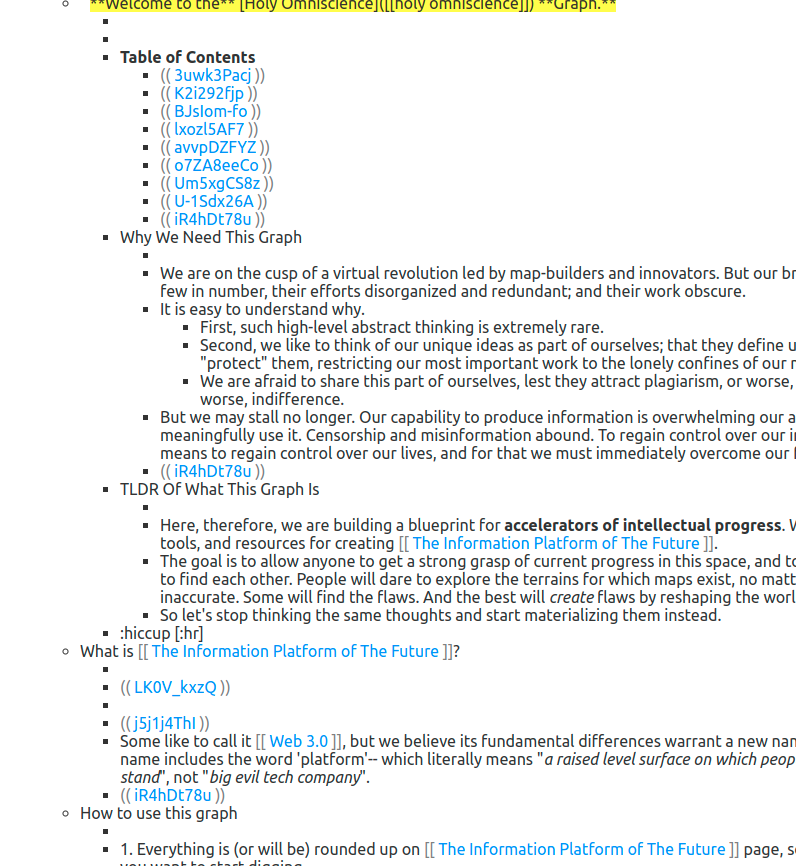 **Welcome to the** [Holy Omniscience]([[holy omniscience]]) **Graph.**
Table of Contents
(( 3uwk3Pacj ))
(( K2i292fjp ))
(( BJsIom-fo ))
(( lxozl5AF7 ))
(( avvpDZFYZ ))
(( o7ZA8eeCo ))
(( Um5xgCS8z ))
(( U-1Sdx26A ))
(( iR4hDt78u ))
Why We Need This Graph
We are on the cusp of a virtual revolution led by map-builders and innovators. But our br
few in number, their efforts disorganized and redundant; and their work obscure.
It is easy to understand why.
First, such high-level abstract thinking is extremely rare.
Second, we like to think of our unique ideas as part of ourselves; that they define u
"protect" them, restricting our most important work to the lonely confines of our
We are afraid to share this part of ourselves, lest they attract plagiarism, or worse,
worse, indifference.
But we may stall no longer. Our capability to produce information is overwhelming our a
meaningfully use it. Censorship and misinformation abound. To regain control over our i
means to regain control over our lives, and for that we must immediately overcome our
(( iR4hDt78u ))
TLDR Of What This Graph Is
Here, therefore, we are building a blueprint for accelerators of intellectual progress. W
tools, and resources for creating [[ The Information Platform of The Future ]].
The goal is to allow anyone to get a strong grasp of current progress in this space, and to
to find each other. People will dare to explore the terrains for which maps exist, no matt
inaccurate. Some will find the flaws. And the best will create flaws by reshaping the worl
So let's stop thinking the same thoughts and start materializing them instead.
:hiccup [:hr]
What is [[ The Information Platform of The Future ]]?
(( LK0V_kxzQ ))
(( j5j1j4ThI ))
Some like to call it [[ Web 3.0 ]], but we believe its fundamental differences warrant a new nam
name includes the word 'platform'-- which literally means "a raised level surface on which peop
stand", not "big evil tech company".
(( iR4hDt78u ))
How to use this graph
1. Everything is (or will be) rounded up on [[ The Information Platform of The Future ]] page, s
you want to start digging